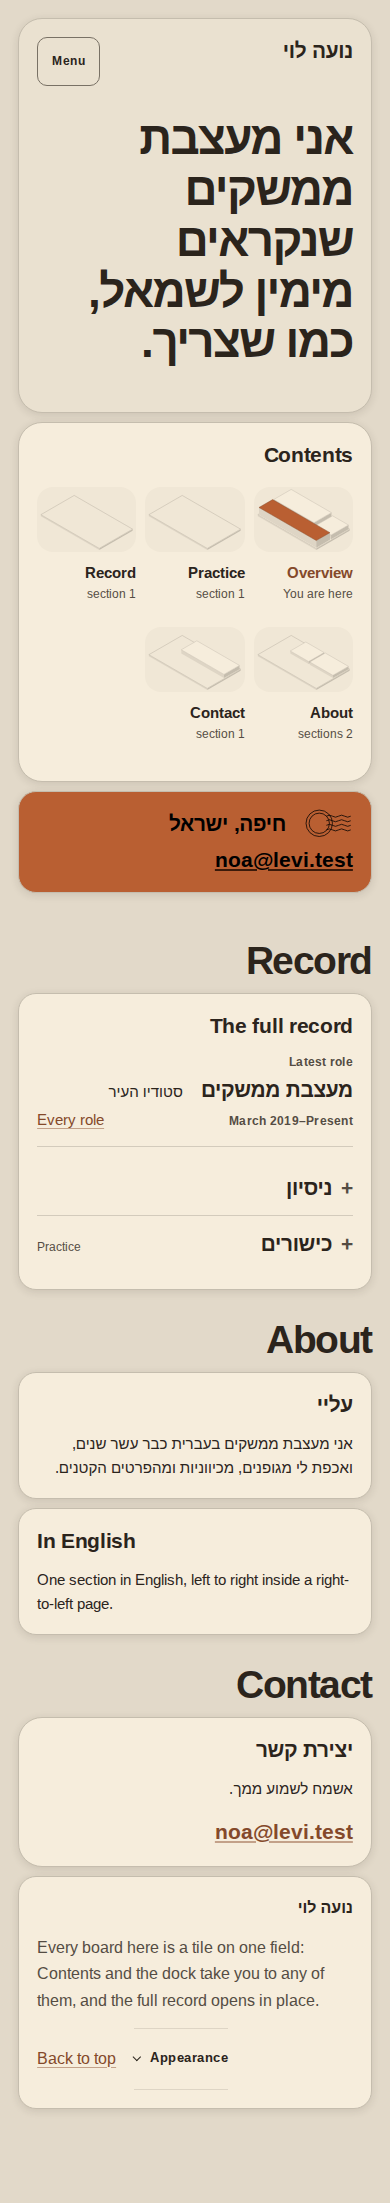 נועה לוי
Menu
אני מעצבת
ממשקים
שנקראים
מימין לשמאל,
כמו שצריך.
Contents
Overview
You are here
Practice
section 1
Record
section 1
About
sections 2
Contact
section 1
חיפה, ישראל
noa@levi.test
Record
The full record
Latest role
מעצבת ממשקים סטודיו העיר
March 2019–Present Every role
+ ניסיון
+ כישורים Practice
About
עליי
אני מעצבת ממשקים בעברית כבר עשר שנים,
ואכפת לי מגופנים, מכיווניות ומהפרטים הקטנים.
In English
One section in English, left to right inside a right-
to-left page.
Contact
יצירת קשר
אשמח לשמוע ממך.
noa@levi.test
נועה לוי
Every board here is a tile on one field:
Contents and the dock take you to any of
them, and the full record opens in place.
Appearance
Back to top